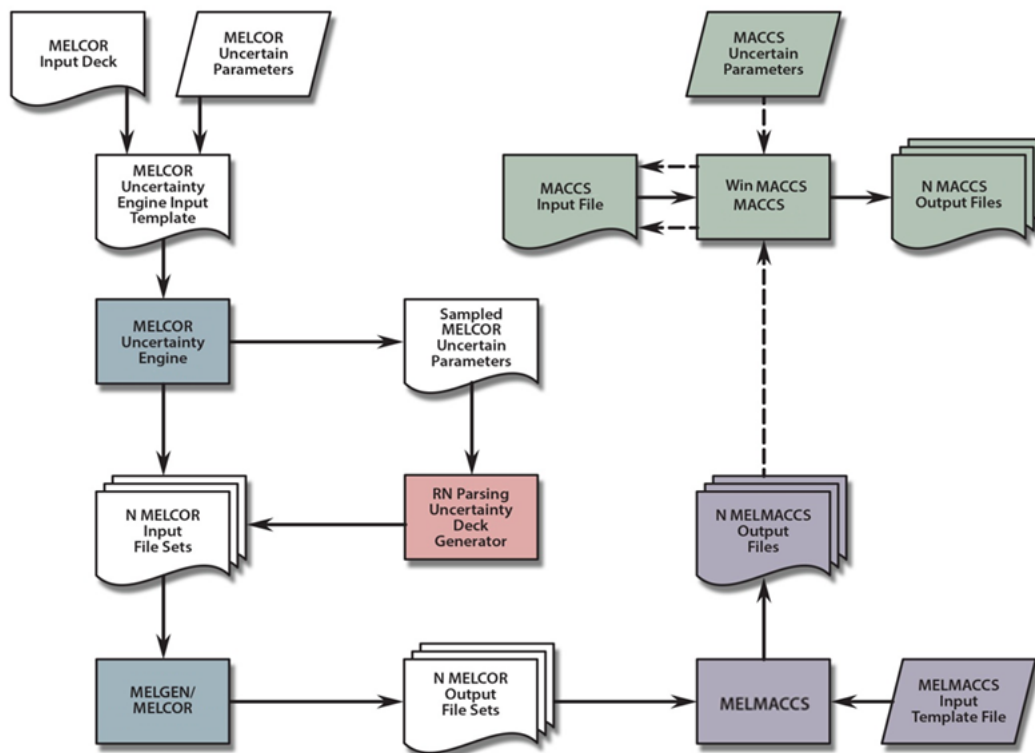 MELCOR
Input Deck
MELCOR
Uncertain
Parameters
MACCS
Uncertain
Parameters
MELCOR
Uncertainty
Engine Input
Template
MACCS
Input File
Win MACCS
MACCS
N MACCS
Output Files
MELCOR
Uncertainty
Engine
Sampled
MELCOR
Uncertain
Parameters
N MELCOR
Input
File Sets
RN Parsing
Uncertainty
Deck
Generator
N MELMACCS
Output
Files
MELGEN/
MELCOR
N MELCOR
Output
File Sets
MELMACCS
MELMACCS
Input
Template File